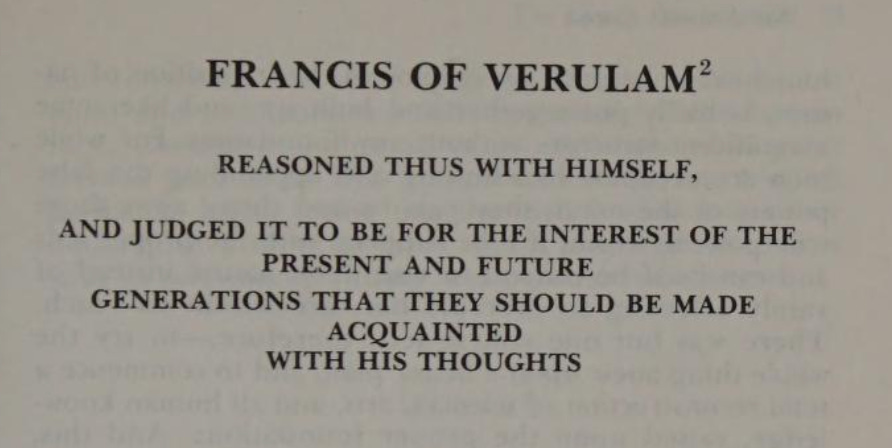 FRANCIS OF VERULAM²
REASONED THUS WITH HIMSELF,
AND JUDGED IT TO BE FOR THE INTEREST OF THE
PRESENT AND FUTURE
GENERATIONS THAT THEY SHOULD BE MADE
ACQUAINTED
WITH HIS THOUGHTS